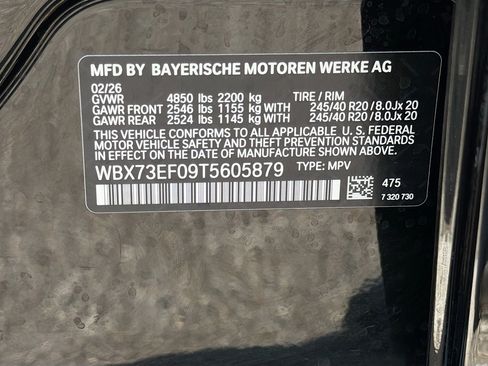 MFD BY BAYERISCHE MOTOREN WERKE AG
02/26
GVWR 4850 lbs 2200 kg TIRE / RIM
GAWR FRONT 2546 lbs 1155 kg WITH 245/40 R20 / 8.0Jx 20
GAWR REAR 2524 lbs 1145 kg WITH 245/40 R20 / 8.0Jx 20
THIS VEHICLE CONFORMS TO ALL APPLICABLE U. S. FEDERAL
MOTOR VEHICLE SAFETY AND THEFT PREVENTION STANDARDS
IN EFFECT ON THE DATE OF MANUFACTURE SHOWN ABOVE.
WBX73EF09T5605879 TYPE: MPV
475
7 320 730